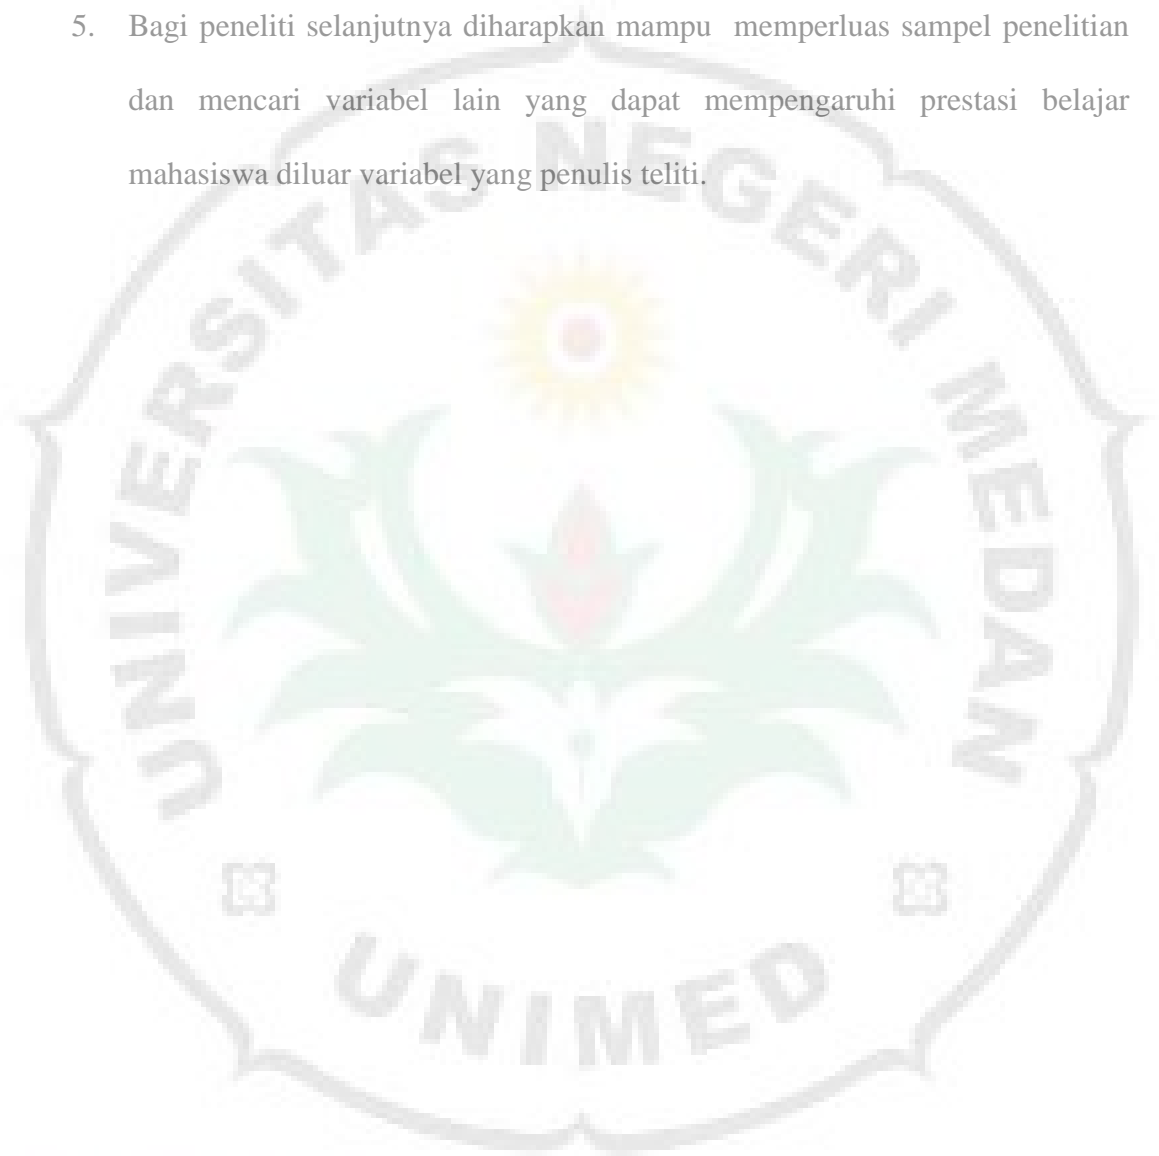 5. Bagi peneliti selanjutnya diharapkan mampu memperluas sampel penelitian
dan mencari variabel lain yang dapat mempengaruhi prestasi belajar
mahasiswa diluar variabel yang penulis teliti.
UNIVERSITAS NEGERI MEDAN
UNIMED